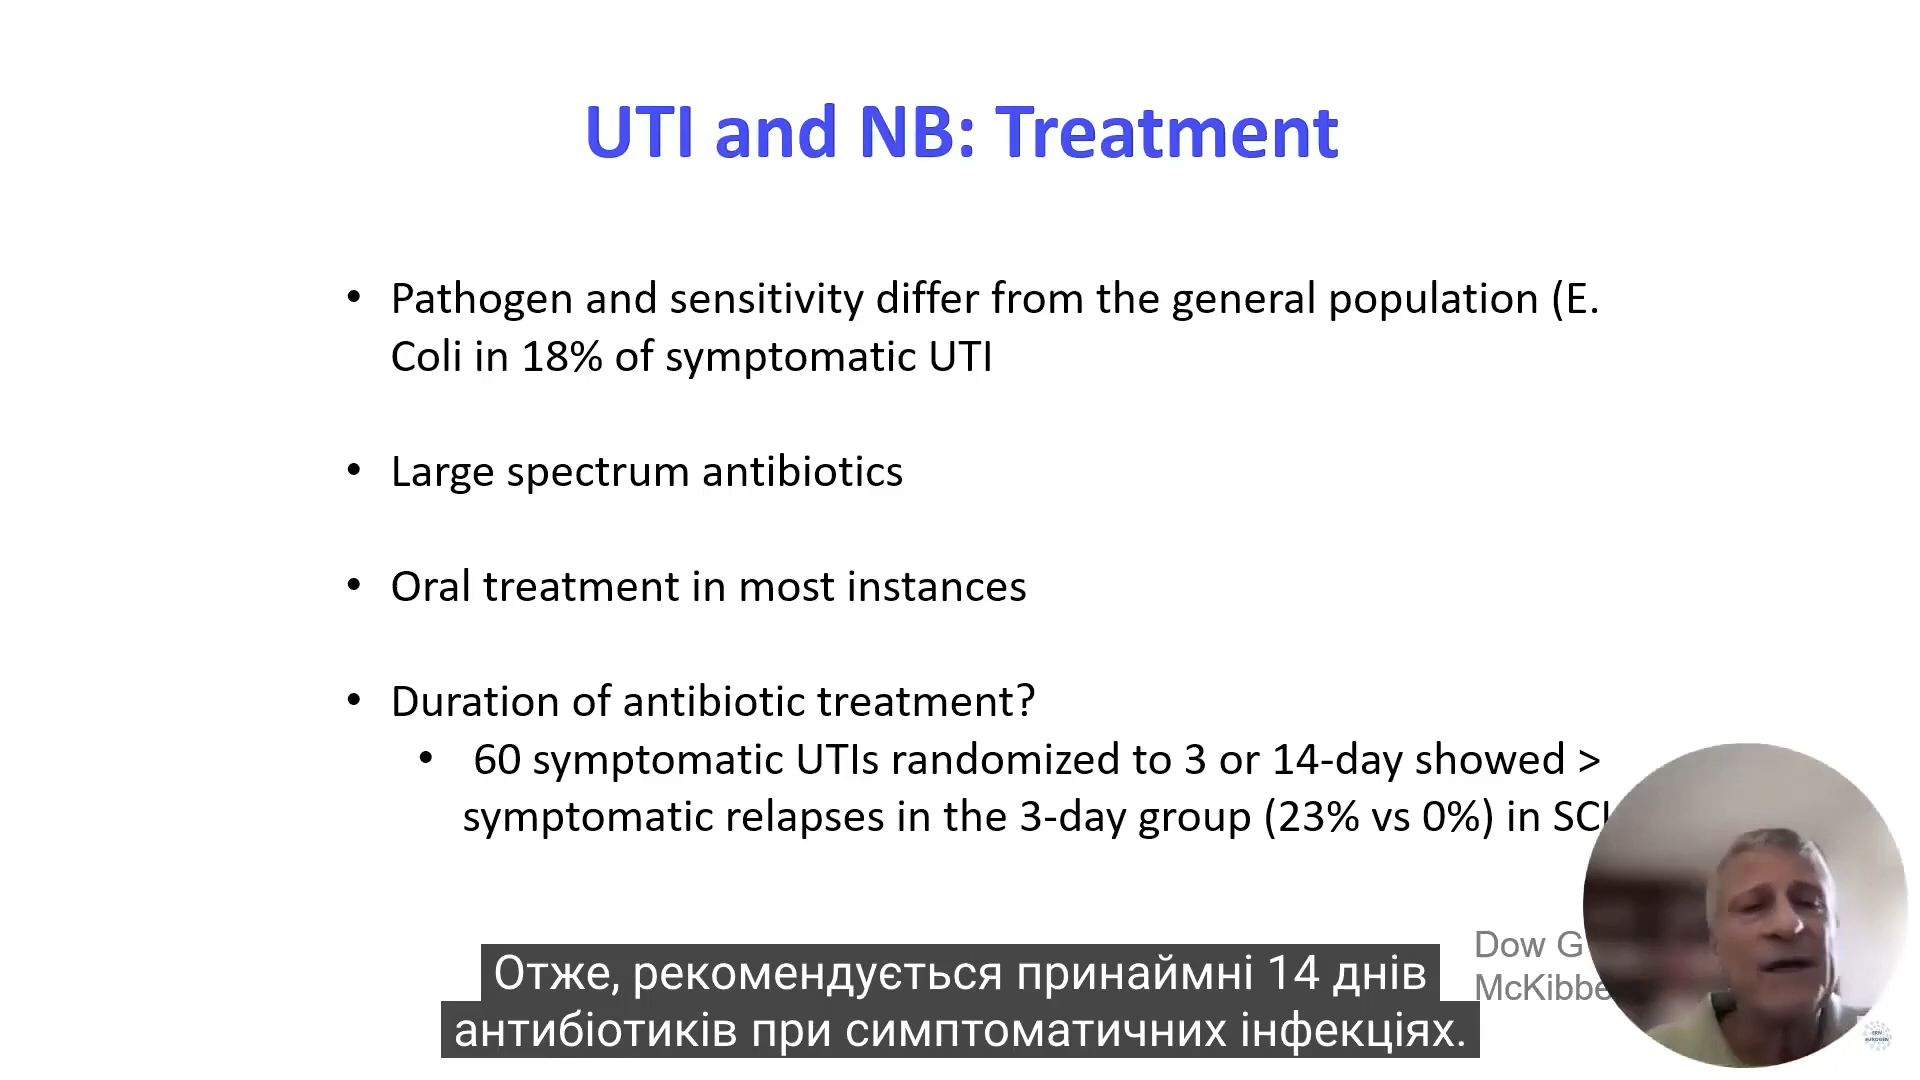 UTI and NB: Treatment
• Pathogen and sensitivity differ from the general population (E.
Coli in 18% of symptomatic UTI
• Large spectrum antibiotics
• Oral treatment in most instances
• Duration of antibiotic treatment?
• 60 symptomatic UTIs randomized to 3 or 14-day showed >
symptomatic relapses in the 3-day group (23% vs 0%) in SCI
Dow G
McKibbe
Отже, рекомендується принаймні 14 днів
антибіотиків при симптоматичних інфекціях.